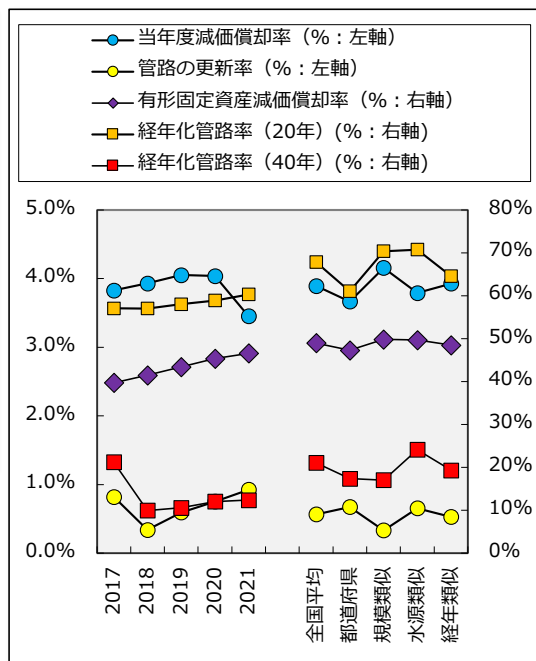 当年度減価償却率（%：左軸）
管路の更新率（%：左軸）
有形固定資産減価償却率（%：右軸）
経年化管路率（20年）(%：右軸)
経年化管路率（40年）(%：右軸)
5.0%
4.0%
3.0%
2.0%
1.0%
0.0%
80%
70%
60%
50%
40%
30%
20%
10%
0%
2017
2018
2019
2020
2021
全国平均
都道府県
規模類似
水源類似
経年類似